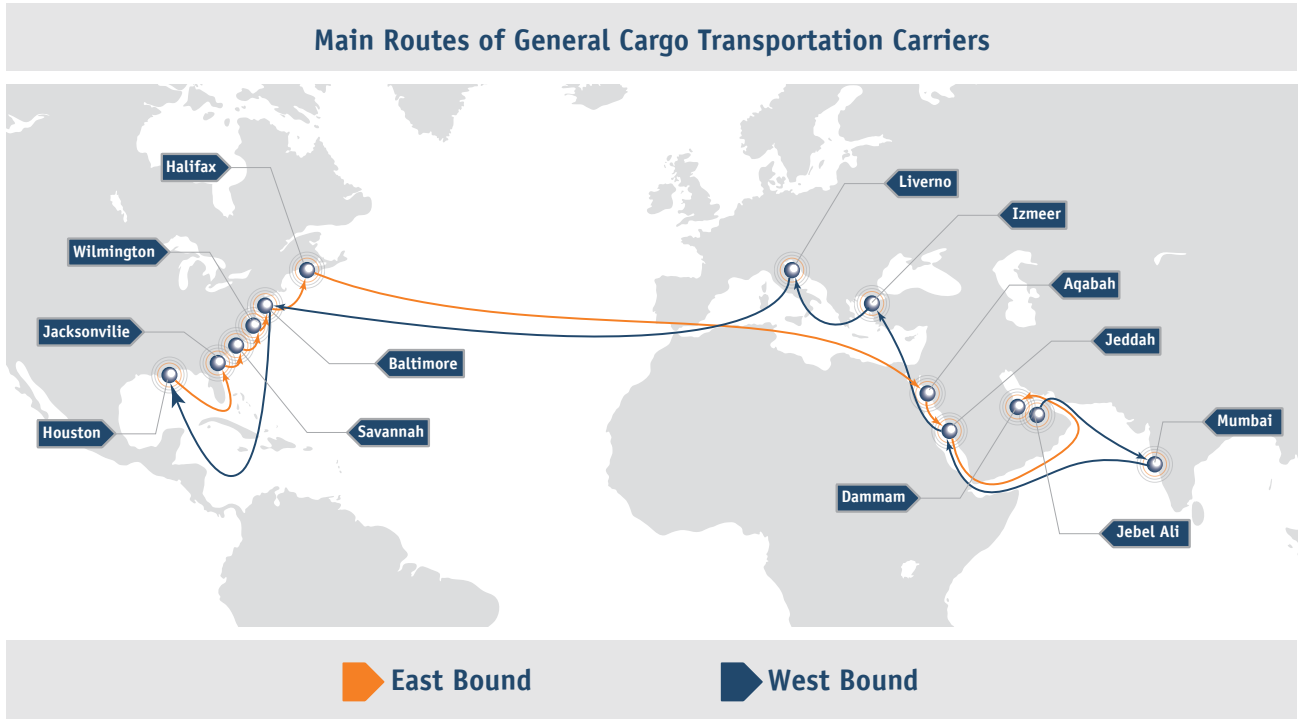 Main Routes of General Cargo Transportation Carriers
Halifax
Liverno
Izmeer
Wilmington
Aqabah
Jacksonvilie
Jeddah
Baltimore
Mumbai
Houston
Savannah
Dammam
Jebel Ali
East Bound
West Bound